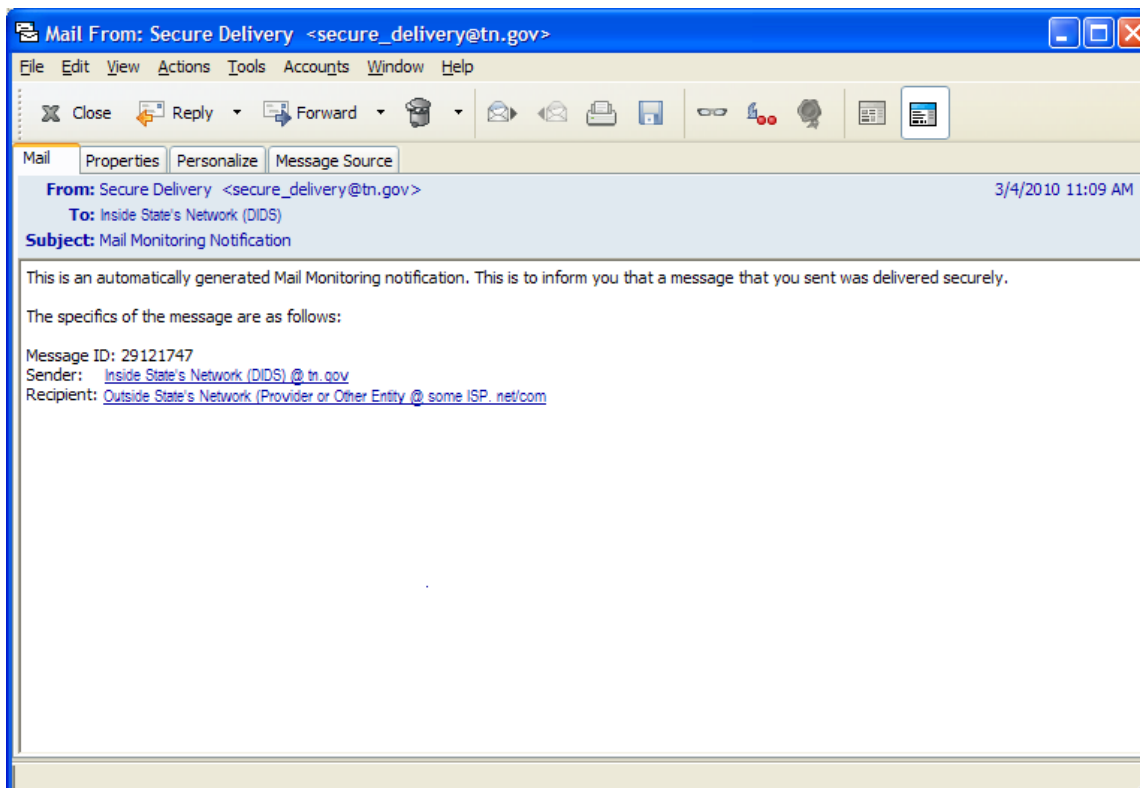 Mail From: Secure Delivery <secure_delivery@tn.gov>
File Edit View Actions Tools Accounts Window Help
Close Reply Forward
Mail Properties Personalize Message Source
From: Secure Delivery <secure_delivery@tn.gov> 3/4/2010 11:09 AM
To: Inside State's Network (DIDS)
Subject: Mail Monitoring Notification
This is an automatically generated Mail Monitoring notification. This is to inform you that a message that you sent was delivered securely.
The specifics of the message are as follows:
Message ID: 29121747
Sender: Inside State's Network (DIDS) @ tn.gov
Recipient: Outside State's Network (Provider or Other Entity @ some ISP. net/com